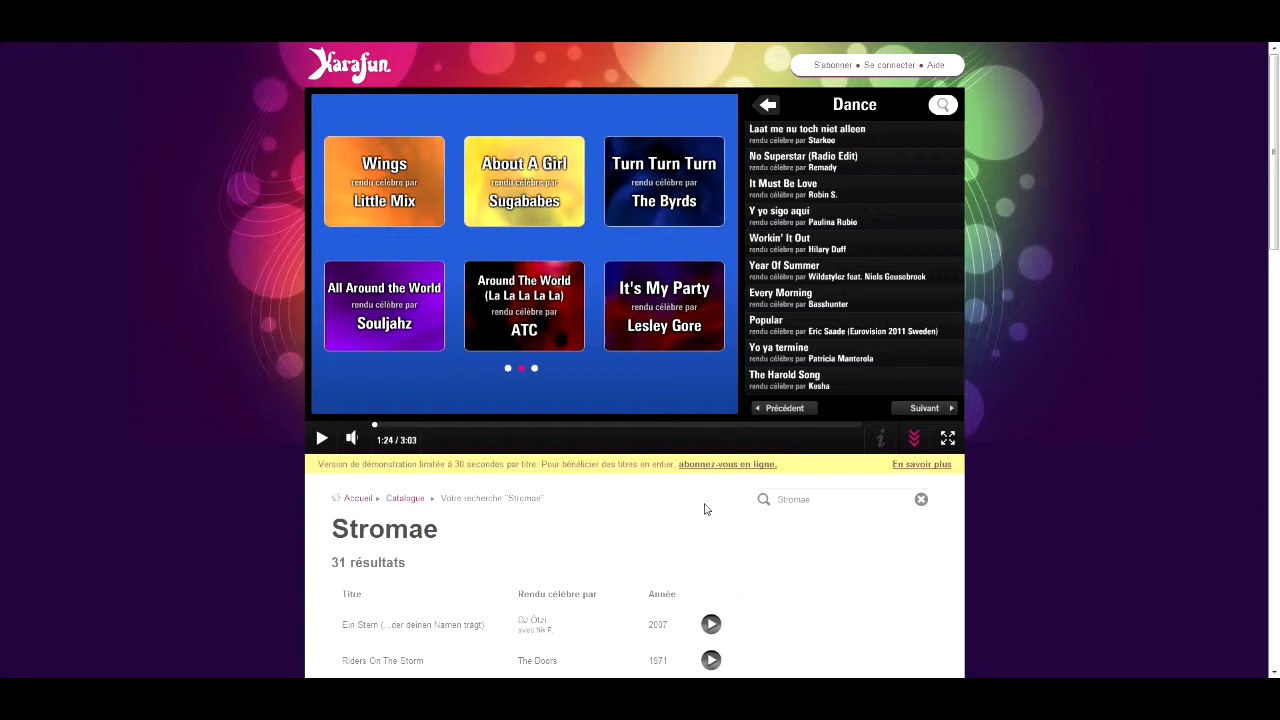 Karafun
S'abonner • Se connecter • Aide
Wings
rendu célèbre par
Little Mix
About A Girl
rendu célèbre par
Sugababes
Turn Turn Turn
rendu célèbre par
The Byrds
All Around the World
rendu célèbre par
Souljahz
Around The World
(La La La La La)
rendu célèbre par
ATC
It's My Party
rendu célèbre par
Lesley Gore
Dance
Laat me nu toch niet alleen
rendu célèbre par Starkoo
No Superstar (Radio Edit)
rendu célèbre par Remady
It Must Be Love
rendu célèbre par Robin S.
Y yo sigo aqui
rendu célèbre par Paulina Rubio
Workin' It Out
rendu célèbre par Hilary Duff
Year Of Summer
rendu célèbre par Wildstylez feat. Niels Geusebroek
Every Morning
rendu célèbre par Basshunter
Popular
rendu célèbre par Eric Saade (Eurovision 2011 Sweden)
Yo ya termine
rendu célèbre par Patricia Manterola
The Harold Song
rendu célèbre par Kesha
Précédent
Suivant
1:24 / 3:03
Version de démonstration limitée à 30 secondes par titre. Pour bénéficier des titres en entier, abonnez-vous en ligne.
En savoir plus
Accueil ▸ Catalogue ▸ Votre recherche "Stromae"
Stromae
Stromae
31 résultats
Titre Rendu célèbre par Année
Ein Stern (...der deinen Namen trägt) DJ Ötzi 2007
avec Nik P.
Riders On The Storm The Doors 1971